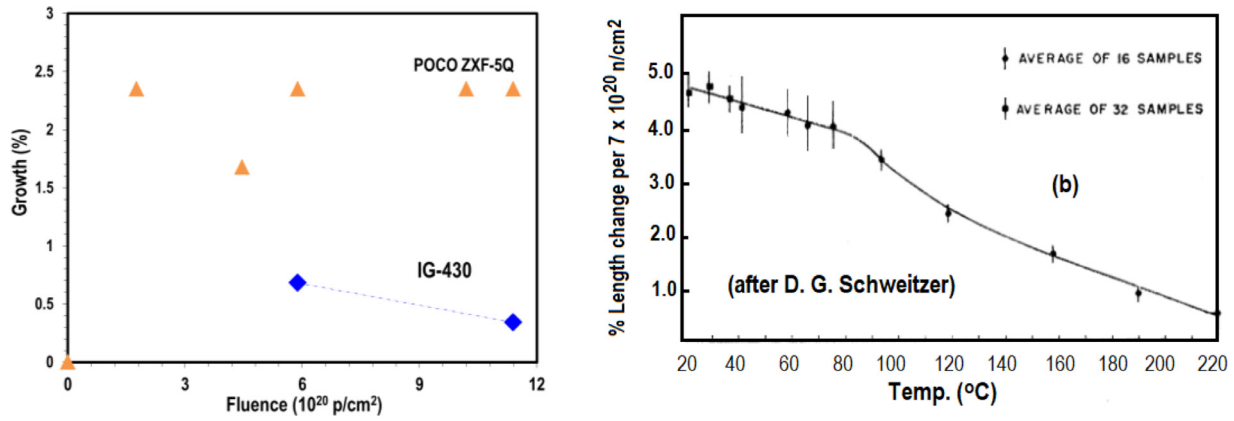 3
2.5
2
1.5
1
0.5
0
Growth (%)
POCO ZXF-5Q
IG-430
0 3 6 9 12
Fluence (10²⁰ p/cm²)
% Length change per 7 x 10²⁰ n/cm2
5.0
4.0
3.0
2.0
1.0
AVERAGE OF 16 SAMPLES
AVERAGE OF 32 SAMPLES
(b)
(after D. G. Schweitzer)
20 40 60 80 100 120 140 160 180 200 220
Temp. (ºC)